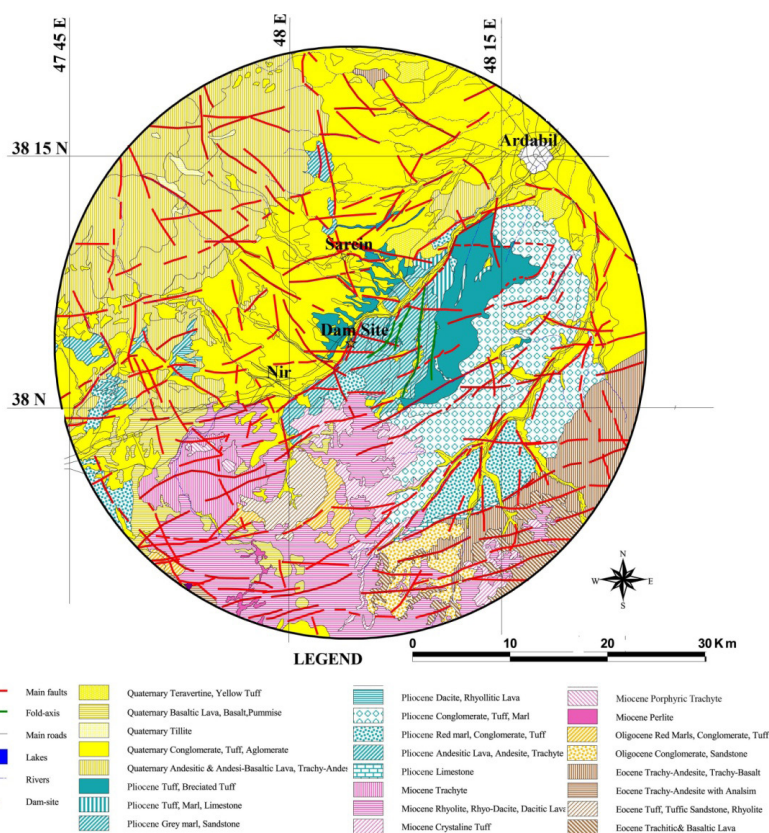 47 45 E
48 E
48 15 E
38 15 N
Ardabil
Sarein
Dam Site
Nir
38 N
N
W E
S
0 10 20 30 Km
LEGEND
Main faults
Fold-axis
Main roads
Lakes
Rivers
Dam-site
Quaternary Teravertine, Yellow Tuff
Quaternary Basaltic Lava, Basalt,Pummise
Quaternary Tillite
Quaternary Conglomerate, Tuff, Aglomerate
Quaternary Andesitic & Andesi-Basaltic Lava, Trachy-Andes
Pliocene Tuff, Breciated Tuff
Pliocene Tuff, Marl, Limestone
Pliocene Grey marl, Sandstone
Pliocene Dacite, Rhyollitic Lava
Pliocene Conglomerate, Tuff, Marl
Pliocene Red marl, Conglomerate, Tuff
Pliocene Andesitic Lava, Andesite, Trachyte
Pliocene Limestone
Miocene Trachyte
Miocene Rhyolite, Rhyo-Dacite, Dacitic Lava
Miocene Crystaline Tuff
Miocene Porphyric Trachyte
Miocene Perlite
Oligocene Red Marls, Conglomerate, Tuff
Oligocene Conglomerate, Sandstone
Eocene Trachy-Andesite, Trachy-Basalt
Eocene Trachy-Andesite with Analsim
Eocene Tuff, Tuffic Sandstone, Rhyolite
Eocene Trachitic& Basaltic Lava